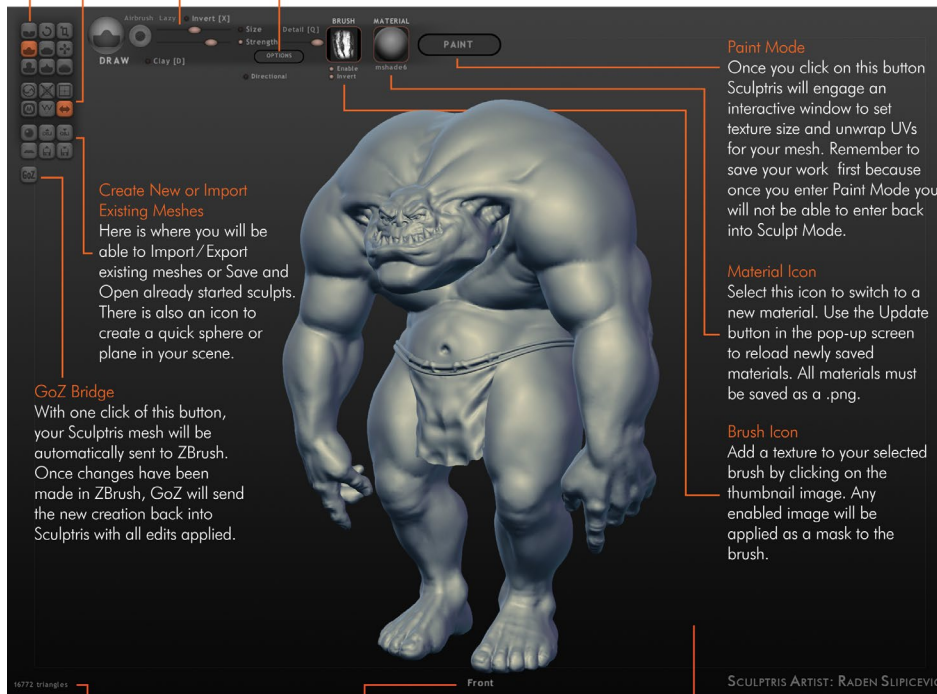 Airbrush Lazy Invert [X]
Size Detail [Q]
Strength
OPTIONS
DRAW Clay [D]
Directional
BRUSH
Enable
Invert
MATERIAL
mshade6
PAINT
GoZ
Create New or Import
Existing Meshes
Here is where you will be
able to Import/Export
existing meshes or Save and
Open already started sculpts.
There is also an icon to
create a quick sphere or
plane in your scene.
GoZ Bridge
With one click of this button,
your Sculptris mesh will be
automatically sent to ZBrush.
Once changes have been
made in ZBrush, GoZ will send
the new creation back into
Sculptris with all edits applied.
Paint Mode
Once you click on this button
Sculptris will engage an
interactive window to set
texture size and unwrap UVs
for your mesh. Remember to
save your work first because
once you enter Paint Mode you
will not be able to enter back
into Sculpt Mode.
Material Icon
Select this icon to switch to a
new material. Use the Update
button in the pop-up screen
to reload newly saved
materials. All materials must
be saved as a .png.
Brush Icon
Add a texture to your selected
brush by clicking on the
thumbnail image. Any
enabled image will be
applied as a mask to the
brush.
16772 triangles
Front
SCULPTRIS ARTIST: RADEN SLIPICEVIC